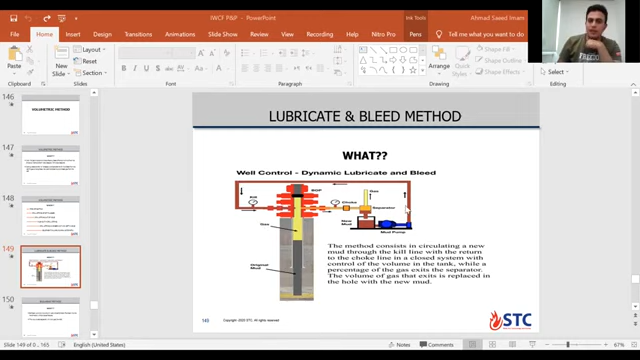 IWCF P&P - PowerPoint
Ink Tools
Ahmad Saeed Imam
File
Home
Insert
Design
Transitions
Animations
Slide Show
Review
View
Help
Acrobat
Pens
Tell me what you want to do
Paste
New Slide
Layout
Reset
Section
Shape Fill
Shape Outline
Shape Effects
Select
Clipboard
Slides
Font
Paragraph
Drawing
146
VOLUMETRIC METHOD
147
148
149
150
LUBRICATE & BLEED METHOD
WHAT??
Well Control - Dynamic Lubricate and Bleed
BOP
Gas
Kill
Choke
Separator
New Mud
Mud Pump
Gas
Original Mud
The method consists in circulating a new
mud through the kill line with the return
to the choke line in a closed system with
control of the volume in the tank, while a
percentage of the gas exits the separator.
The volume of gas that exits is replaced in
the hole with the new mud.
149
Copyright 2020 STC. All rights reserved
STC
Slide 149 of 0.. 165
English (United States)
Notes
Comments
67%